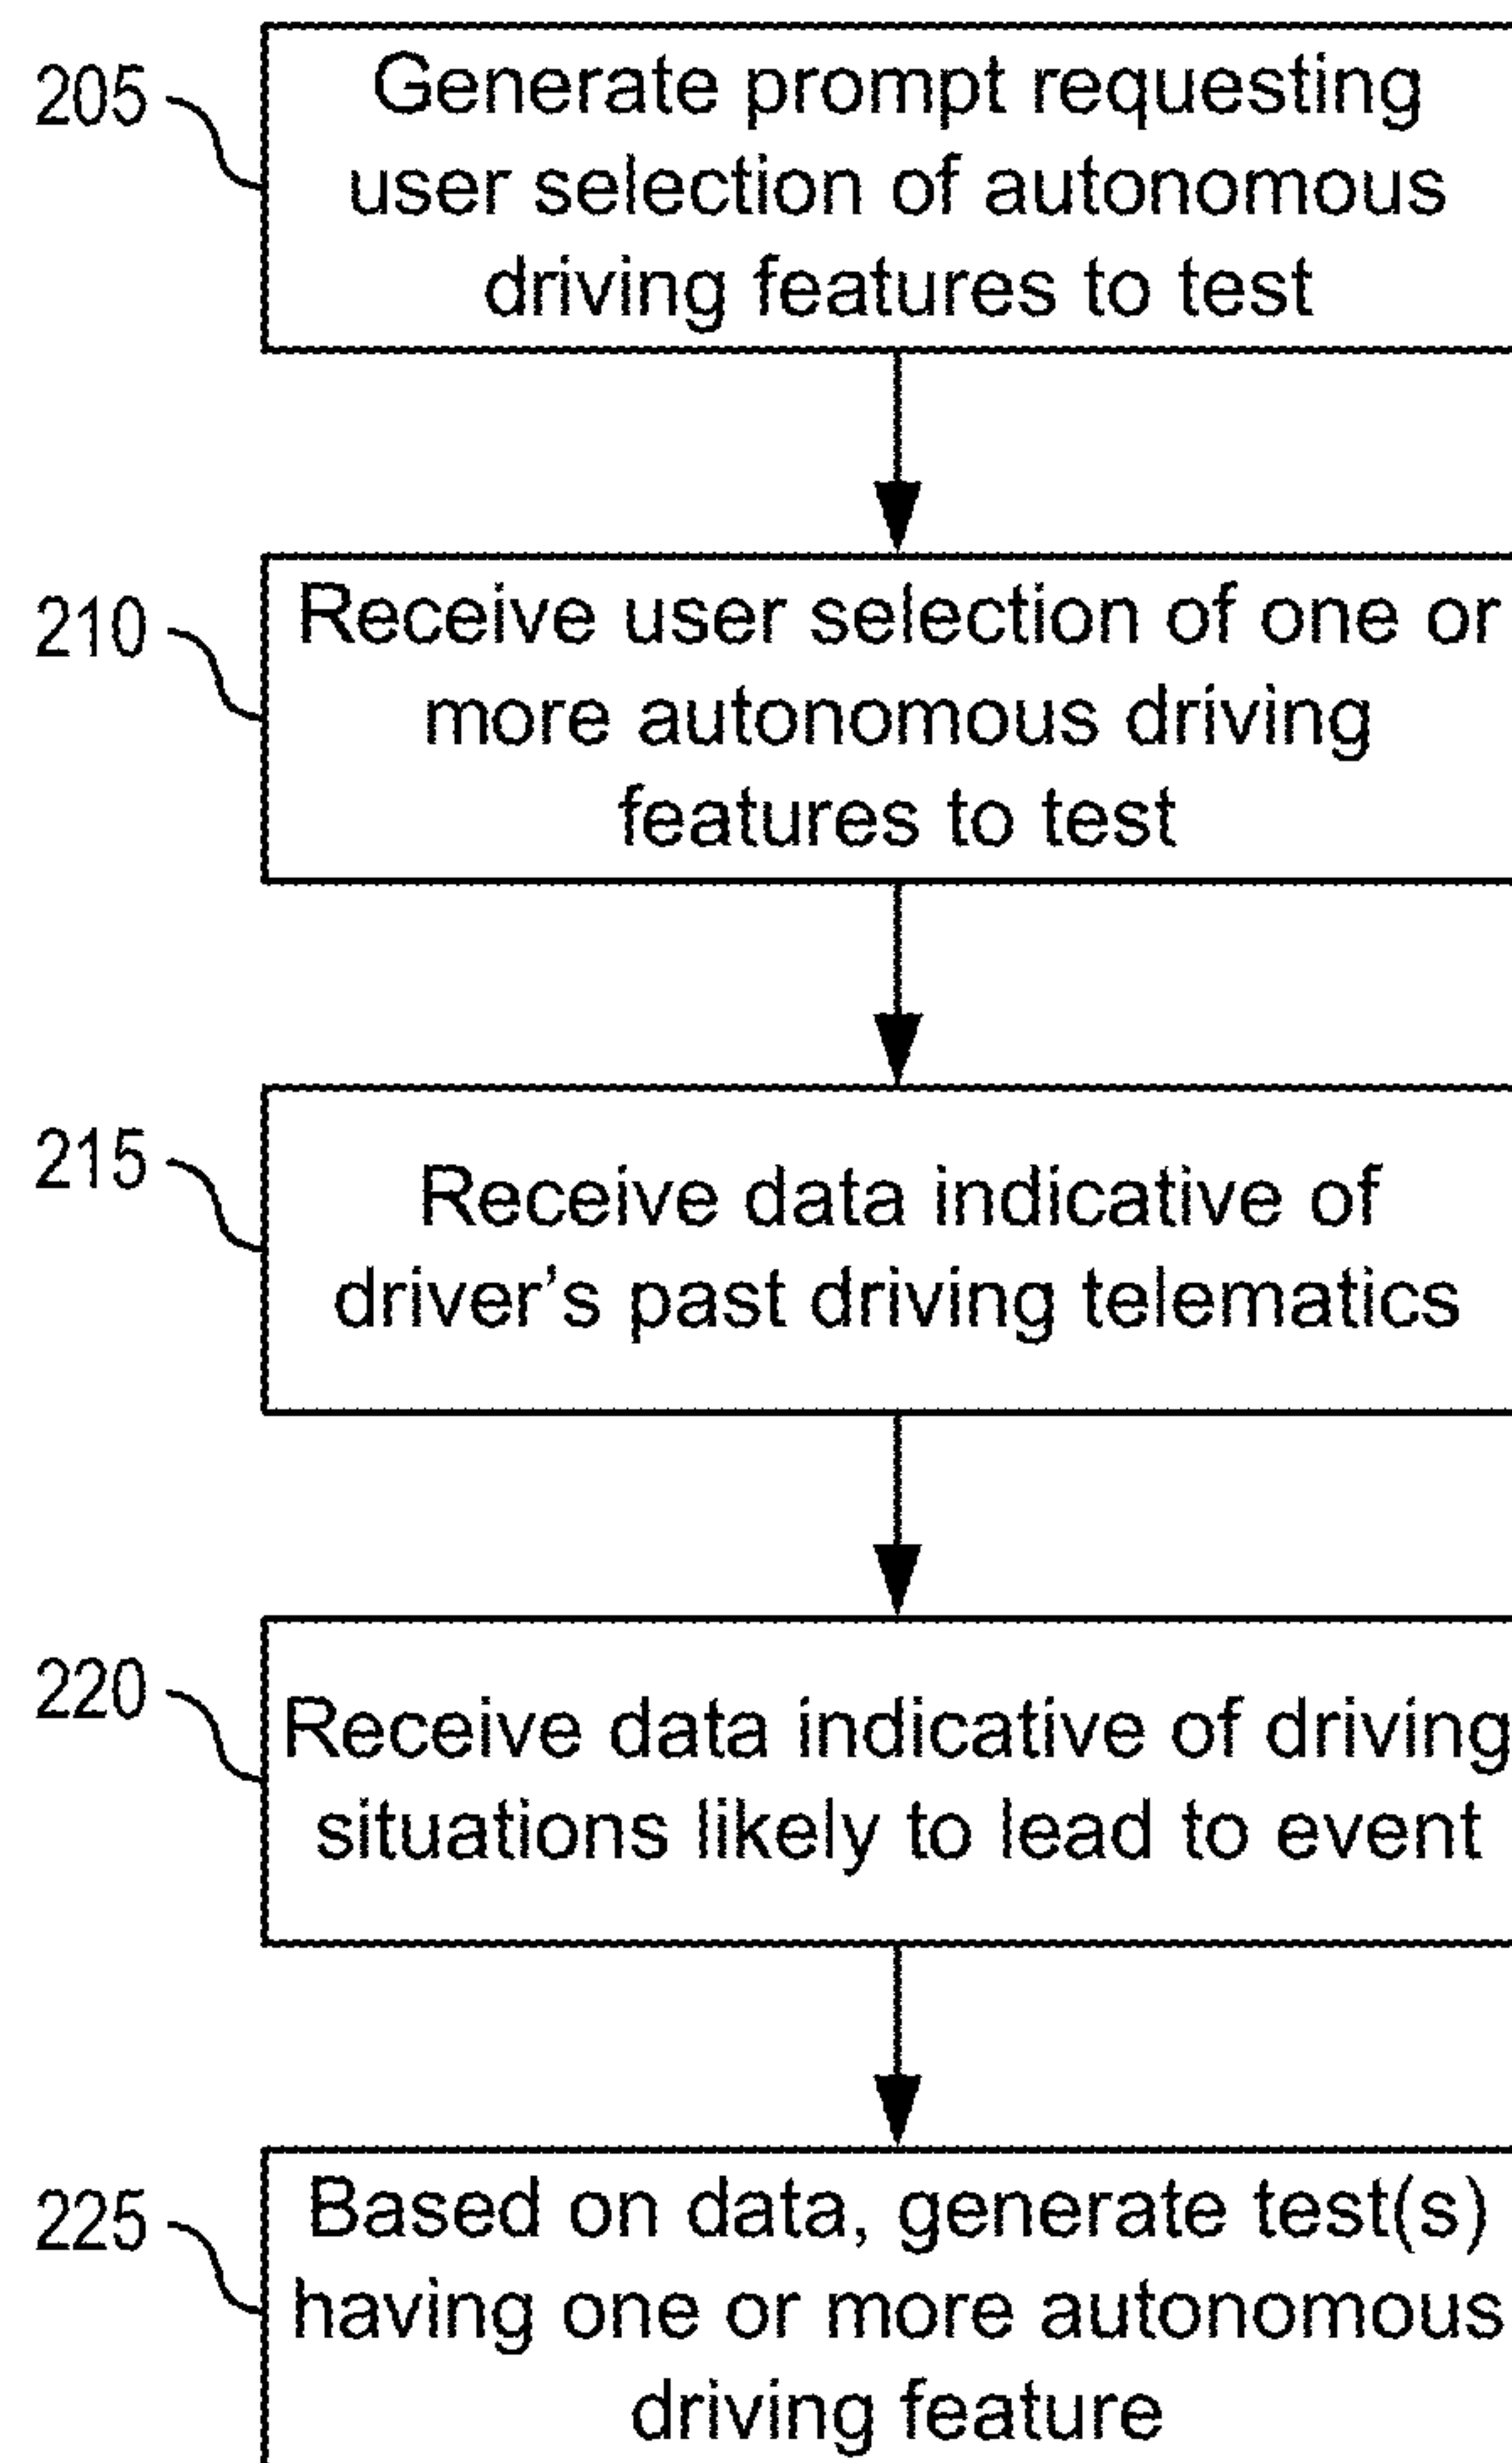 205
Generate prompt requesting
user selection of autonomous
driving features to test
210
Receive user selection of one or
more autonomous driving
features to test
215
Receive data indicative of
driver’s past driving telematics
220
Receive data indicative of driving
situations likely to lead to event
225
Based on data, generate test(s)
having one or more autonomous
driving feature